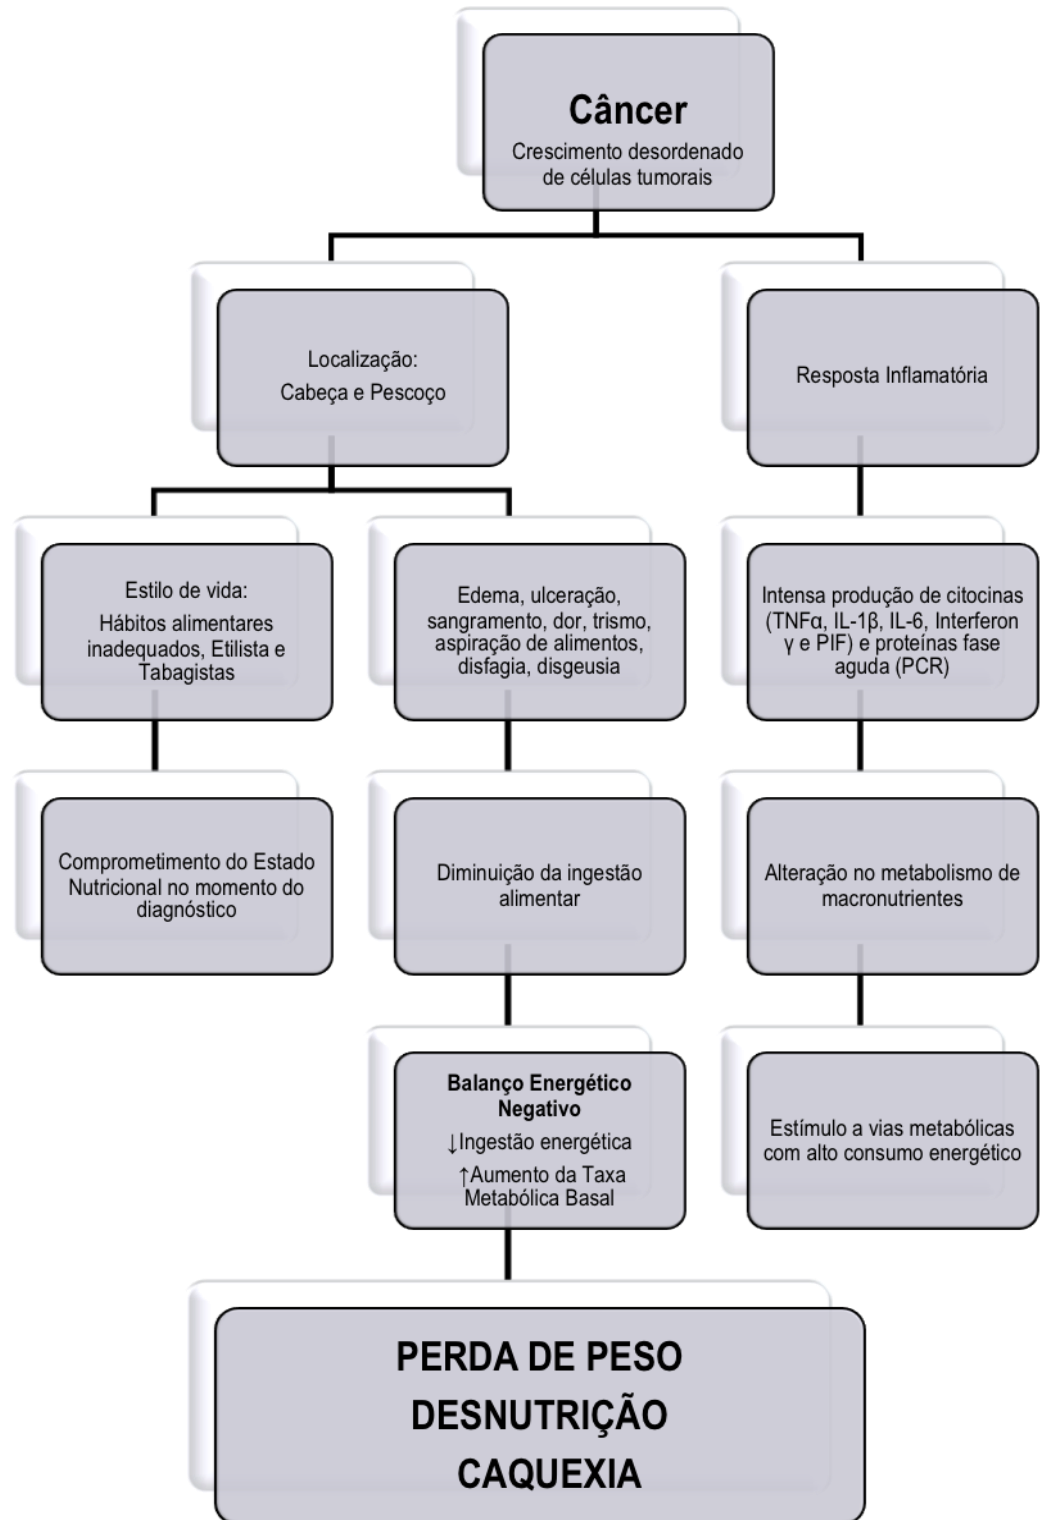 Câncer
Crescimento desordenado
de células tumorais
Localização:
Cabeça e Pescoço
Resposta Inflamatória
Estilo de vida:
Hábitos alimentares
inadequados, Etilista e
Tabagistas
Edema, ulceração,
sangramento, dor, trismo,
aspiração de alimentos,
disfagia, disgeusia
Intensa produção de citocinas
(TNFα, IL-1β, IL-6, Interferon
γ e PIF) e proteínas fase
aguda (PCR)
Comprometimento do Estado
Nutricional no momento do
diagnóstico
Diminuição da ingestão
alimentar
Alteração no metabolismo de
macronutrientes
Balanço Energético
Negativo
↓Ingestão energética
↑Aumento da Taxa
Metabólica Basal
Estímulo a vias metabólicas
com alto consumo energético
PERDA DE PESO
DESNUTRIÇÃO
CAQUEXIA